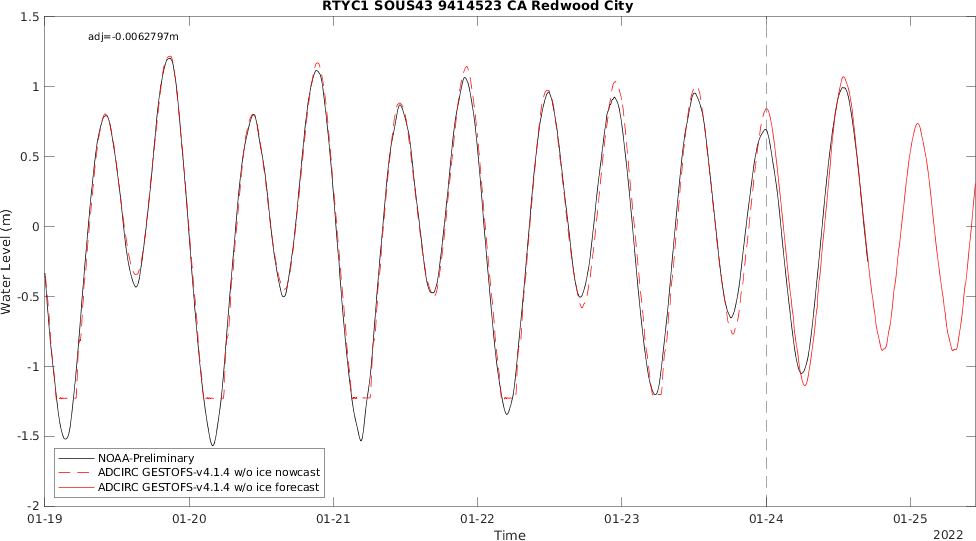 RTYC1 SOUS43 9414523 CA Redwood City
adj=-0.0062797m
1.5
1
0.5
0
-0.5
-1
-1.5
-2
Water Level (m)
NOAA-Preliminary
ADCIRC GESTOFS-v4.1.4 w/o ice nowcast
ADCIRC GESTOFS-v4.1.4 w/o ice forecast
01-19 01-20 01-21 01-22 01-23 01-24 01-25
Time
2022